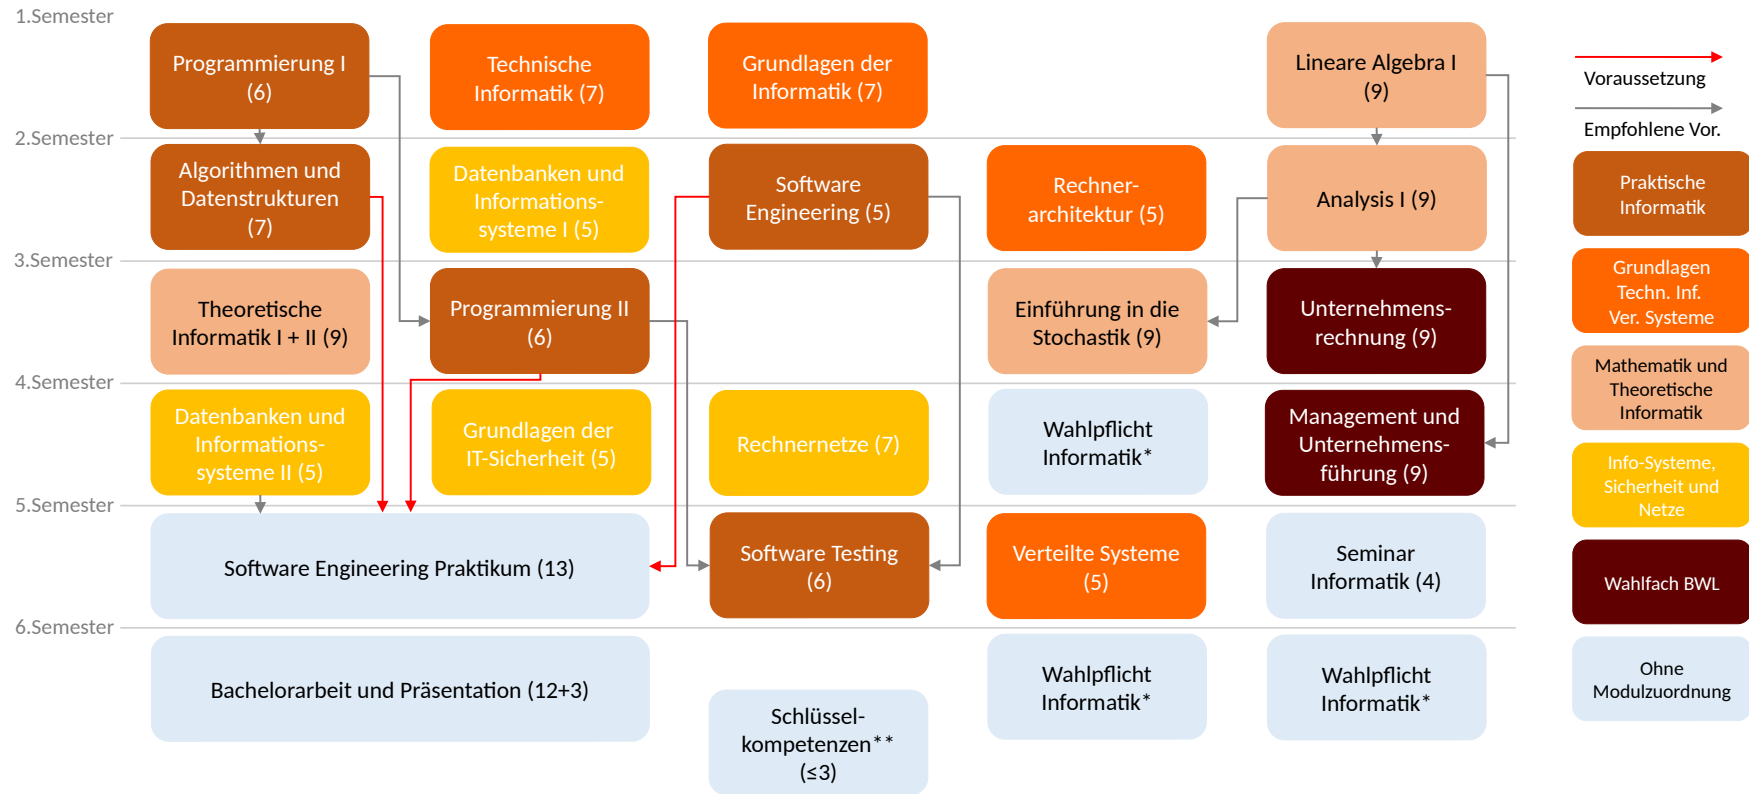 1.Semester
Programmierung I
(6)
Technische
Informatik (7)
Grundlagen der
Informatik (7)
Lineare Algebra I
(9)
2.Semester
Algorithmen und
Datenstrukturen
(7)
Datenbanken und
Informations-
systeme I (5)
Software
Engineering (5)
Rechner-
architektur (5)
Analysis I (9)
3.Semester
Theoretische
Informatik I + II (9)
Programmierung II
(6)
Einführung in die
Stochastik (9)
Unternehmens-
rechnung (9)
4.Semester
Datenbanken und
Informations-
systeme II (5)
Grundlagen der
IT-Sicherheit (5)
Rechnernetze (7)
Wahlpflicht
Informatik*
Management und
Unternehmens-
führung (9)
5.Semester
Software Engineering Praktikum (13)
Software Testing
(6)
Verteilte Systeme
(5)
Seminar
Informatik (4)
6.Semester
Bachelorarbeit und Präsentation (12+3)
Schlüssel-
kompetenzen**
(≤3)
Wahlpflicht
Informatik*
Wahlpflicht
Informatik*
Voraussetzung
Empfohlene Vor.
Praktische
Informatik
Grundlagen
Techn. Inf.
Ver. Systeme
Mathematik und
Theoretische
Informatik
Info-Systeme,
Sicherheit und
Netze
Wahlfach BWL
Ohne
Modulzuordnung